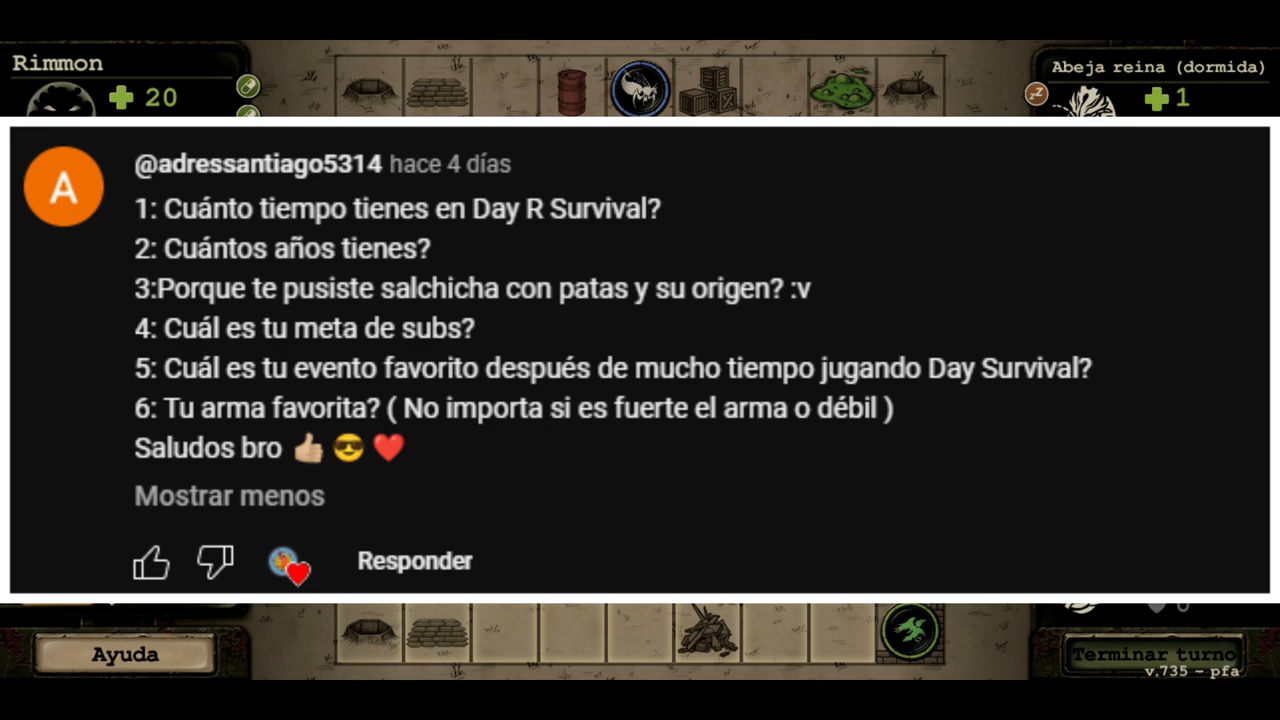 Rimmon
20
Abeja reina (dormida)
1
zZ
A
@adressantiago5314 hace 4 días
1: Cuánto tiempo tienes en Day R Survival?
2: Cuántos años tienes?
3:Porque te pusiste salchicha con patas y su origen? :v
4: Cuál es tu meta de subs?
5: Cuál es tu evento favorito después de mucho tiempo jugando Day Survival?
6: Tu arma favorita? ( No importa si es fuerte el arma o débil )
Saludos bro 👍🏼 😎 ❤️
Mostrar menos
Responder
Ayuda
Terminar turno
v.735 – pfa